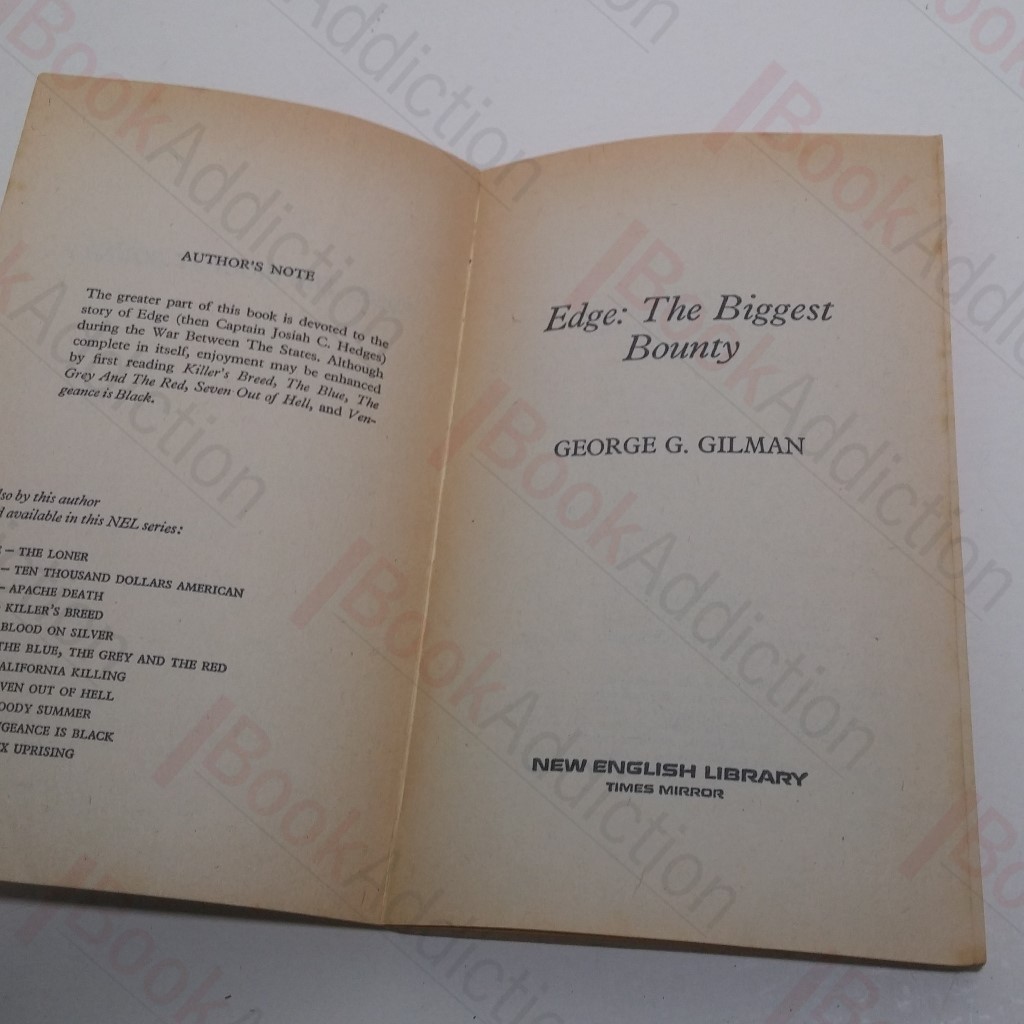 AUTHOR'S NOTE
The greater part of this book is devoted to the
story of Edge (then Captain Josiah C. Hedges)
during the War Between The States. Although
complete in itself, enjoyment may be enhanced
by first reading Killer's Breed, The Blue, The
Grey And The Red, Seven Out of Hell, and Ven-
geance is Black.
lso by this author
d available in this NEL series:
– THE LONER
– TEN THOUSAND DOLLARS AMERICAN
– APACHE DEATH
KILLER'S BREED
BLOOD ON SILVER
THE BLUE, THE GREY AND THE RED
ALIFORNIA KILLING
VEN OUT OF HELL
OODY SUMMER
GEANCE IS BLACK
X UPRISING
Edge: The Biggest
Bounty
GEORGE G. GILMAN
NEW ENGLISH LIBRARY
TIMES MIRROR
BookAddiction